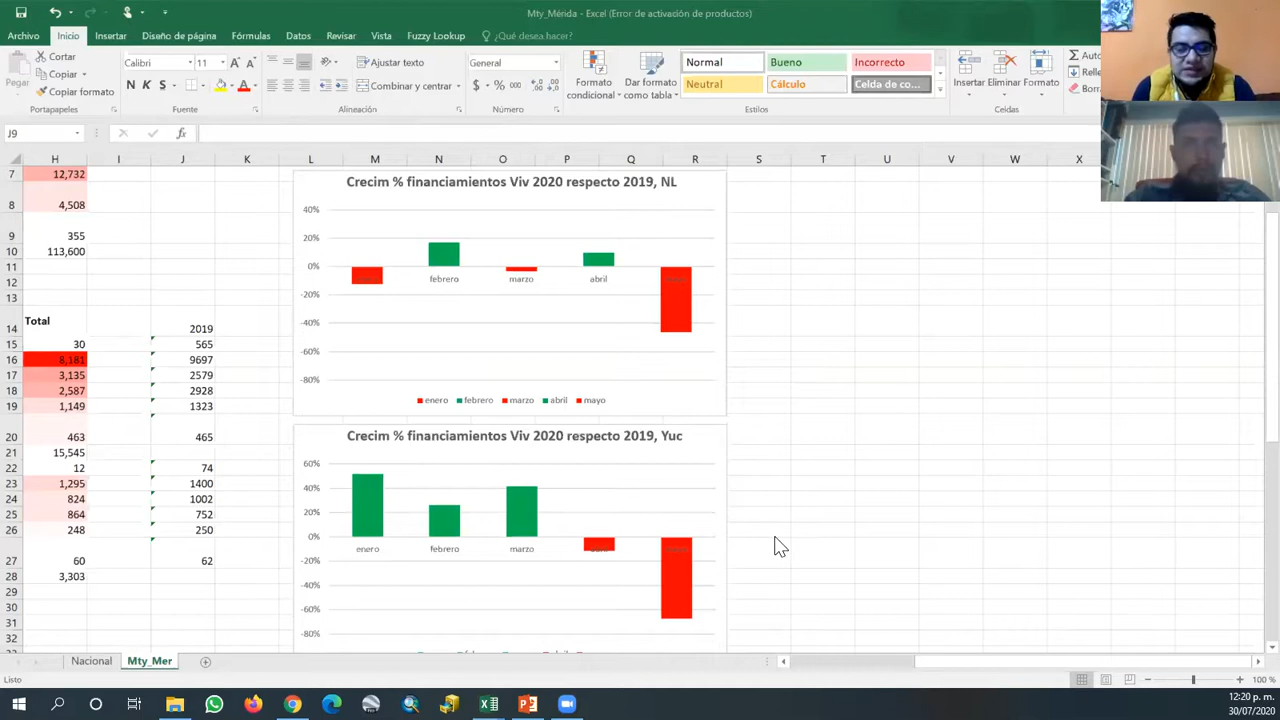 Mty_Mérida - Excel (Error de activación de productos)
Archivo Inicio Insertar Diseño de página Fórmulas Datos Revisar Vista Fuzzy Lookup ¿Qué desea hacer?
Cortar
Copiar
Copiar formato
Portapapeles
Calibri 11
N K S
Fuente
Ajustar texto
Combinar y centrar
Alineación
General
$ % 000
Número
Formato condicional
Dar formato como tabla
Normal Bueno Incorrecto
Neutral Cálculo Celda de co...
Estilos
Insertar Eliminar Formato
Celdas
Σ Auto
Relle
Borra
J9 fx
H I J K L M N O P Q R S T U V W X
7 12,732
8 4,508
9 355
10 113,600
11
12
13
14 Total 2019
15 30 565
16 8,181 9697
17 3,135 2579
18 2,587 2928
19 1,149 1323
20 463 465
21 15,545
22 12 74
23 1,295 1400
24 824 1002
25 864 752
26 248 250
27 60 62
28 3,303
29
30
31
32
Crecim % financiamientos Viv 2020 respecto 2019, NL
40%
20%
0%
-20%
-40%
-60%
-80%
febrero marzo abril
enero febrero marzo abril mayo
Crecim % financiamientos Viv 2020 respecto 2019, Yuc
60%
40%
20%
0%
-20%
-40%
-60%
-80%
enero febrero marzo abril
Nacional Mty_Mer
Listo
100 %
12:20 p. m.
30/07/2020